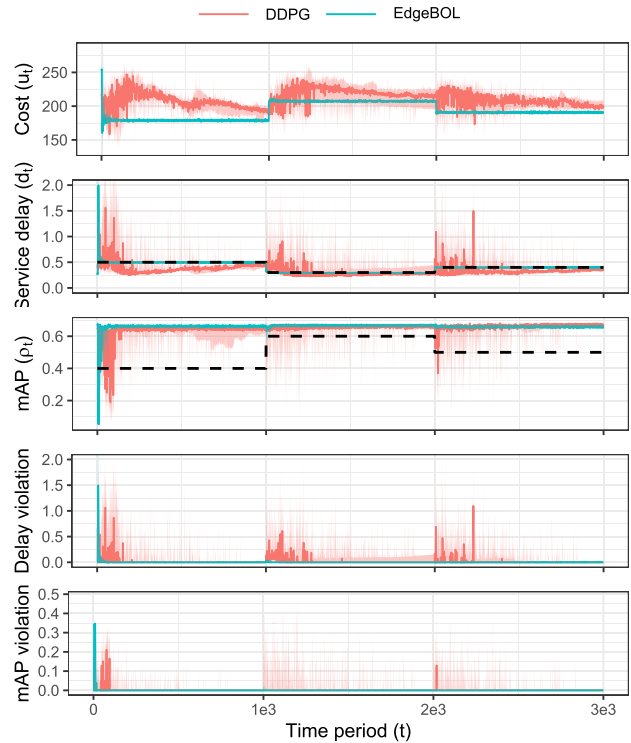 DDPG EdgeBOL
Cost (uₜ)
250
200
150
Service delay (dₜ)
2.0
1.5
1.0
0.5
0.0
mAP (ρₜ)
0.6
0.4
0.2
Delay violation
2.0
1.5
1.0
0.5
0.0
mAP violation
0.5
0.4
0.3
0.2
0.1
0.0
0 1e3 2e3 3e3
Time period (t)